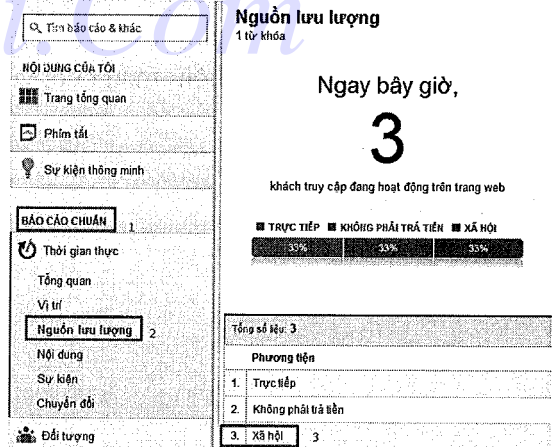 Tìm báo cáo & khác
NỘI DUNG CỦA TÔI
Trang tổng quan
Phím tắt
Sự kiện thông minh
BÁO CÁO CHUẨN 1
Thời gian thực
Tổng quan
Vị trí
Nguồn lưu lượng 2
Nội dung
Sự kiện
Chuyển đổi
Đối tượng
Nguồn lưu lượng
1 từ khóa
Ngay bây giờ,
3
khách truy cập đang hoạt động trên trang web
TRỰC TIẾP KHÔNG PHẢI TRẢ TIỀN XÃ HỘI
33% 33% 33%
Tổng số liệu: 3
Phương tiện
1. Trực tiếp
2. Không phải trả tiền
3. Xã hội 3